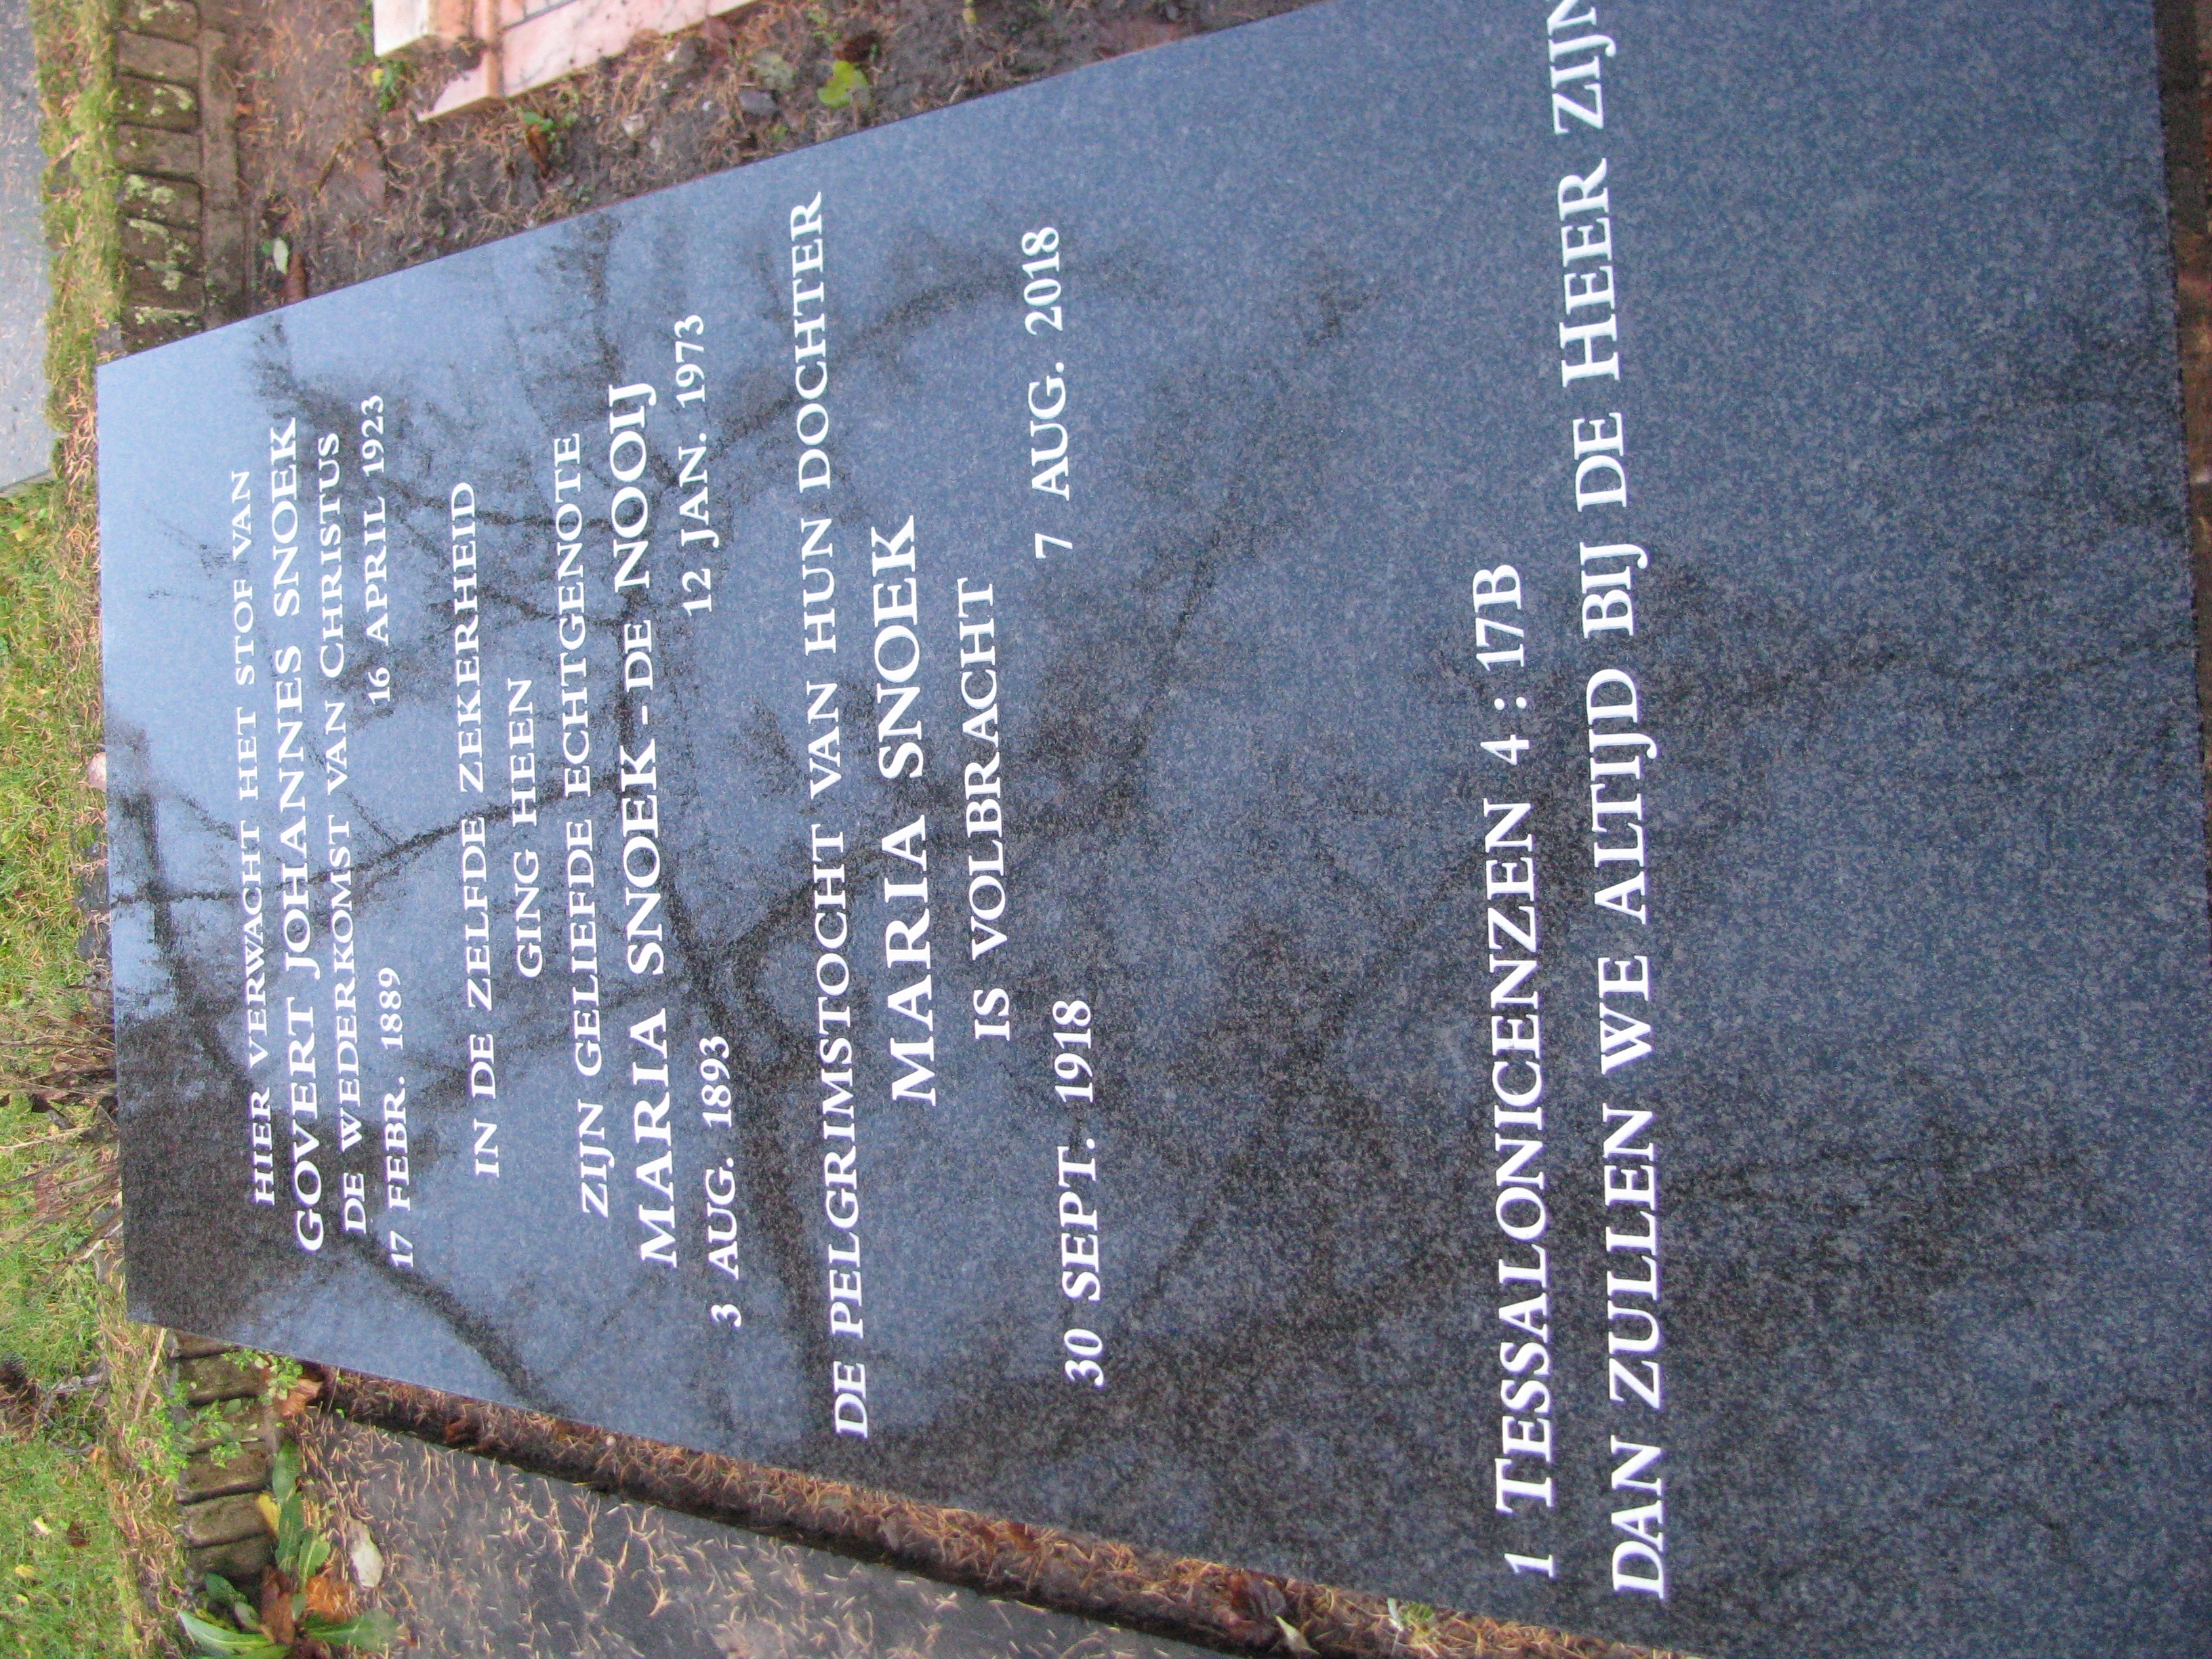 HIER VERWACHT HET STOF VAN
GOVERT JOHANNES SNOEK
DE WEDERKOMST VAN CHRISTUS
17 FEBR. 1889 16 APRIL 1923
IN DE ZELFDE ZEKERHEID
GING HEEN
ZIJN GELIEFDE ECHTGENOTE
MARIA SNOEK-DE NOOIJ
3 AUG. 1893 12 JAN. 1973
DE PELGRIMSTOCHT VAN HUN DOCHTER
MARIA SNOEK
IS VOLBRACHT
30 SEPT. 1918 7 AUG. 2018
1 TESSALONICENZEN 4 : 17B
DAN ZULLEN WE ALTIJD BIJ DE HEER ZIJN